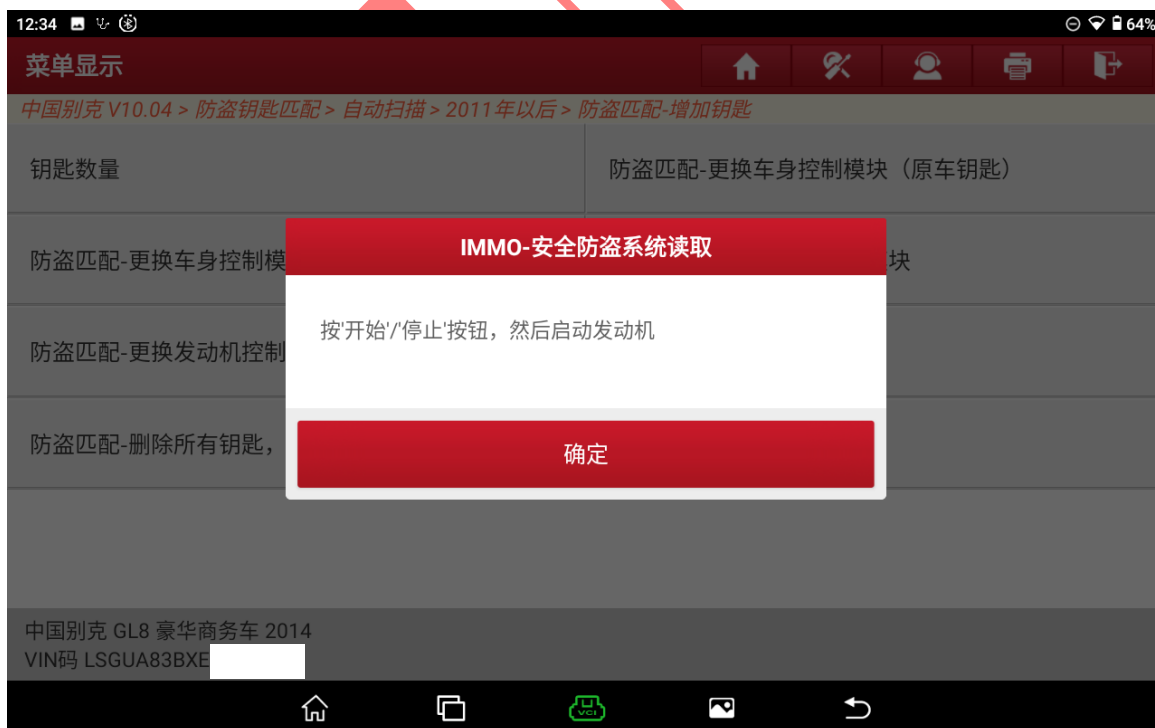 12:34
64%
菜单显示
中国别克 V10.04 > 防盗钥匙匹配 > 自动扫描 > 2011年以后 > 防盗匹配-增加钥匙
钥匙数量
防盗匹配-更换车身控制模块（原车钥匙）
防盗匹配-更换车身控制模
块
IMMO-安全防盗系统读取
按'开始'/'停止'按钮，然后启动发动机
防盗匹配-更换发动机控制
防盗匹配-删除所有钥匙，
确定
中国别克 GL8 豪华商务车 2014
VIN码 LSGUA83BXE
VCI